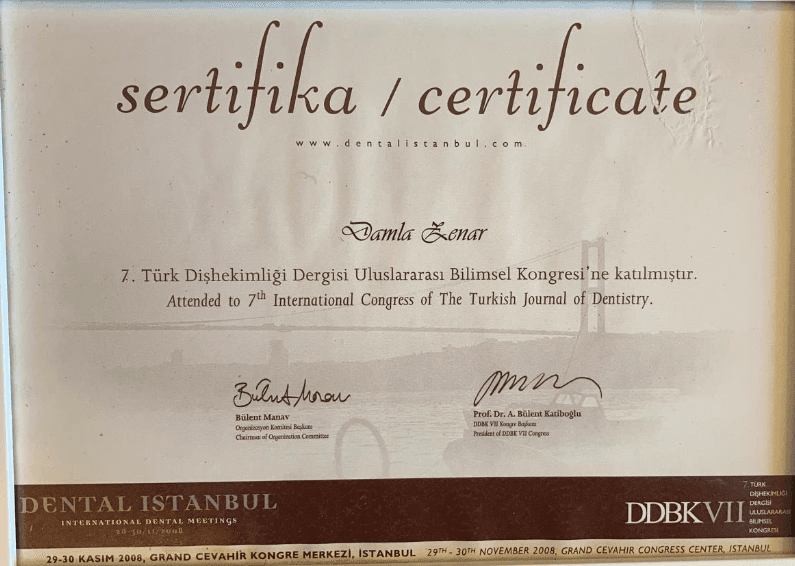 sertifika / certificate
www.dentalistanbul.com
Damla Zenar
7. Türk Dişhekimliği Dergisi Uluslararası Bilimsel Kongresi'ne katılmıştır.
Attended to 7th International Congress of The Turkish Journal of Dentistry.
Bülent Manav
Organizasyon Komitesi Başkanı
Chairman of Organization Committee
Prof. Dr. A. Bülent Katiboğlu
DDBK VII Kongre Başkanı
President of DDBK VII Congress
DENTAL ISTANBUL
INTERNATIONAL DENTAL MEETINGS
DDBKVII
7. TÜRK
DİŞHEKİMLİĞİ
DERGİSİ
ULUSLARARASI
BİLİMSEL
KONGRESİ
29-30 KASIM 2008, GRAND CEVAHİR KONGRE MERKEZİ, İSTANBUL 29TH - 30TH NOVEMBER 2008, GRAND CEVAHIR CONGRESS CENTER, ISTANBUL